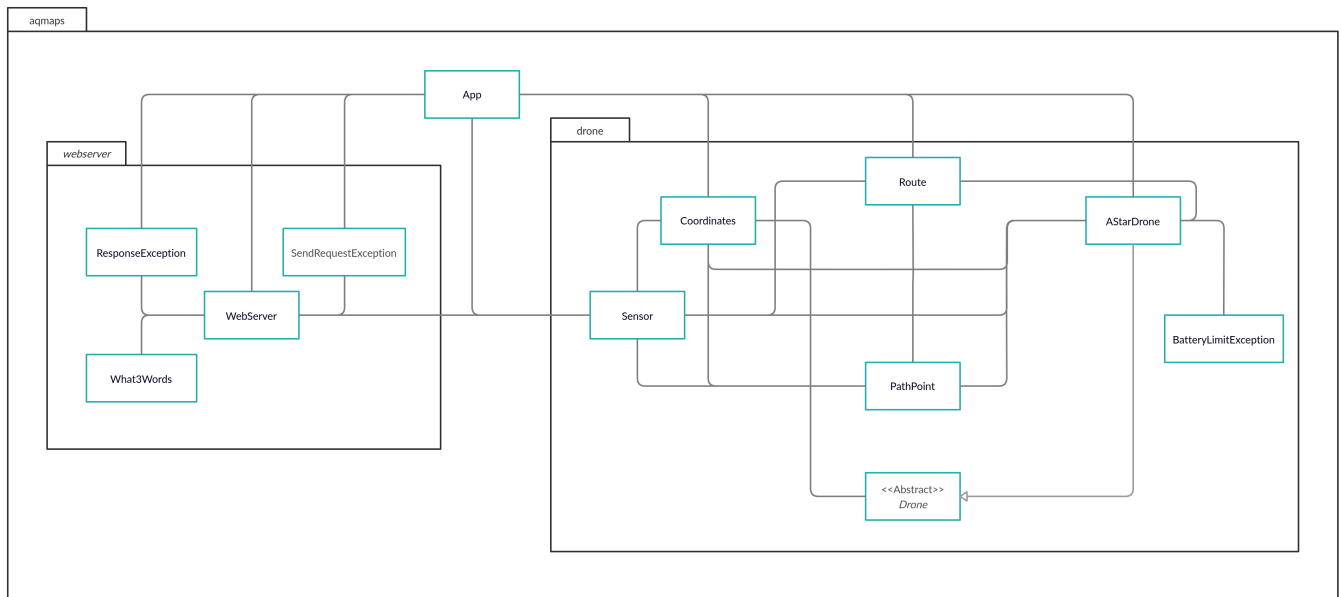 aqmaps
App
drone
webserver
Route
Coordinates
AStarDrone
ResponseException
SendRequestException
WebServer
Sensor
BatteryLimitException
What3Words
PathPoint
<<Abstract>>
Drone